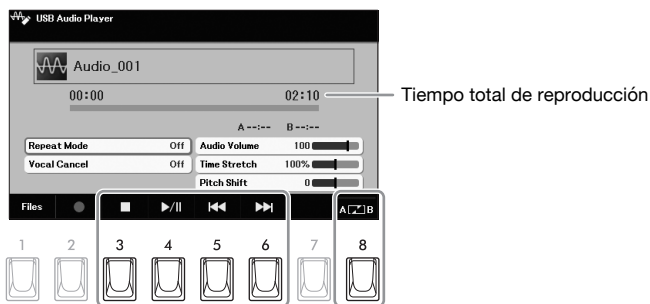 USB Audio Player
Audio_001
00:00 02:10 Tiempo total de reproducción
A --:-- B --:--
Repeat Mode Off Audio Volume 100
Vocal Cancel Off Time Stretch 100%
Pitch Shift 0
Files A B
1 2 3 4 5 6 7 8